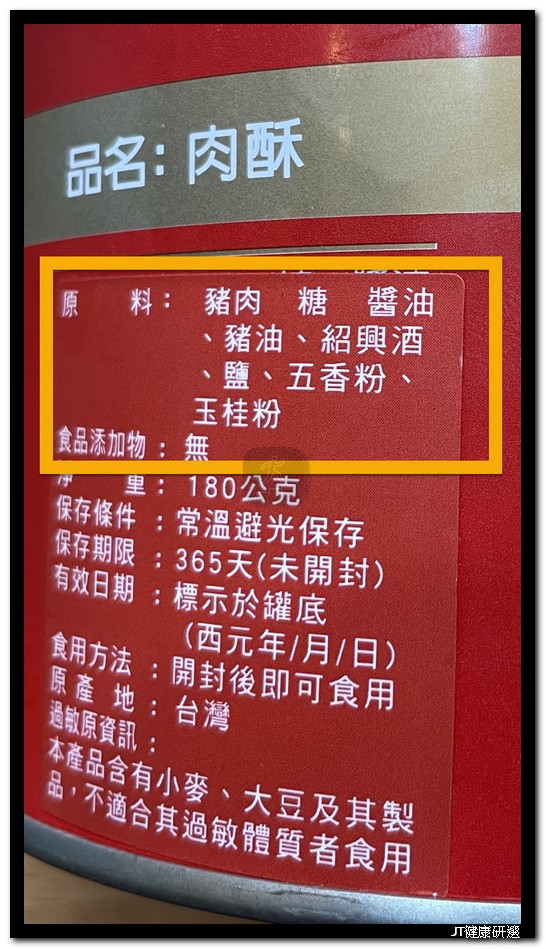 品名: 肉酥
原　　料： 豬肉　糖　醬油
、豬油、紹興酒
、鹽、五香粉、
玉桂粉
食品添加物：無
淨　　重：180公克
保存條件：常溫避光保存
保存期限：365天(未開封)
有效日期：標示於罐底
(西元年/月/日)
食用方法：開封後即可食用
原 產 地：台灣
過敏原資訊：
本產品含有小麥、大豆及其製
品，不適合其過敏體質者食用
JT健康研選